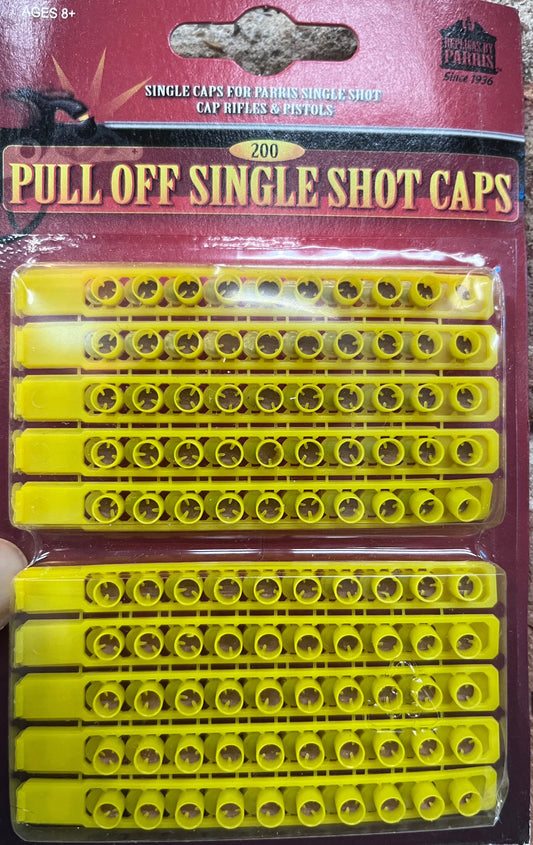 AGES 8+
REPLICAS BY
PARRIS
Since 1936
SINGLE CAPS FOR PARRIS SINGLE SHOT
CAP RIFLES & PISTOLS
200
PULL OFF SINGLE SHOT CAPS